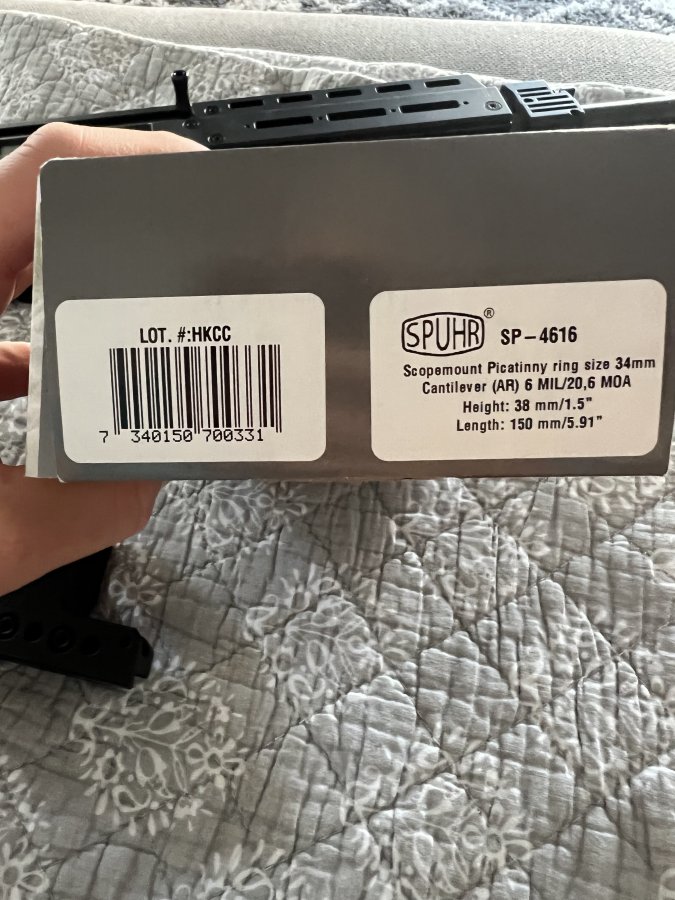 LOT. #:HKCC
7 340150 700331
SPUHR® SP-4616
Scopemount Picatinny ring size 34mm
Cantilever (AR) 6 MIL/20,6 MOA
Height: 38 mm/1.5"
Length: 150 mm/5.91"